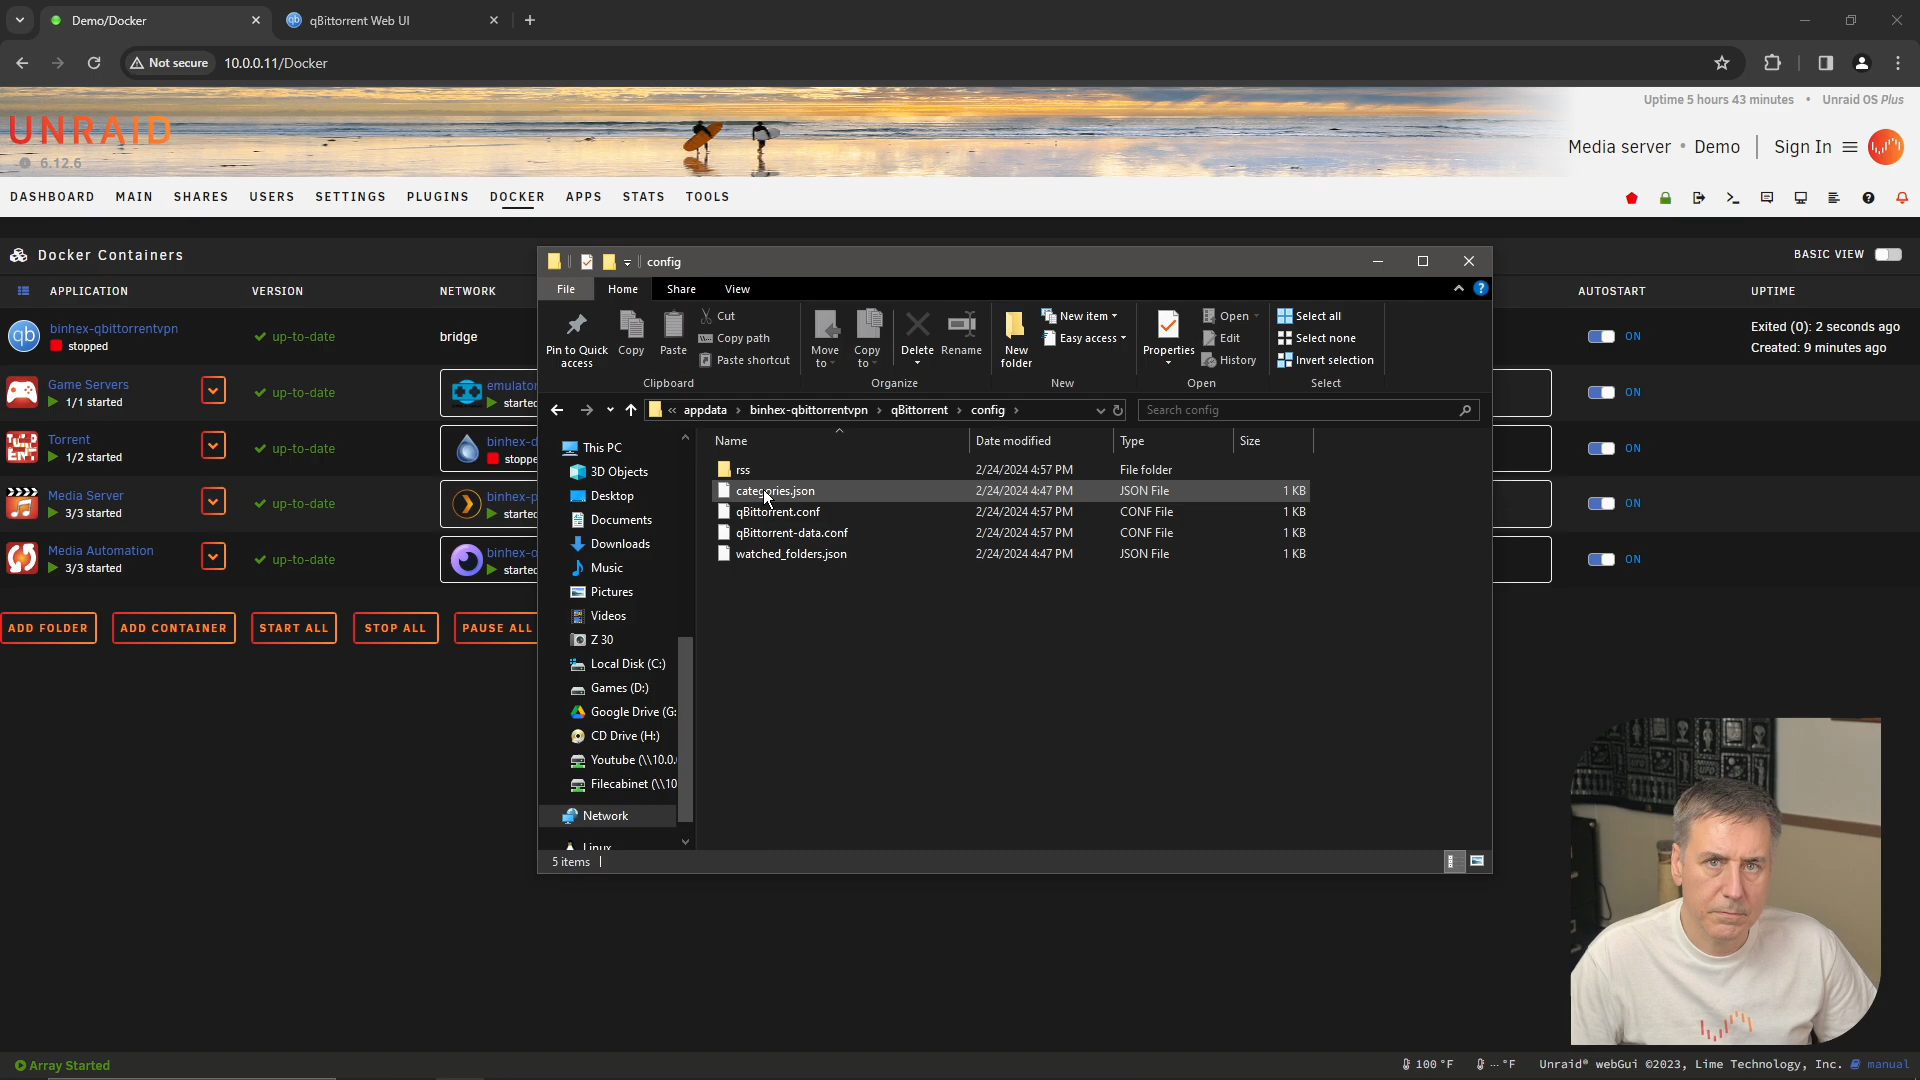 Demo/Docker
qb qBittorrent Web UI
Not secure 10.0.0.11/Docker
Uptime 5 hours 43 minutes • Unraid OS Plus
UNRAID
6.12.6
Media server • Demo Sign In
DASHBOARD MAIN SHARES USERS SETTINGS PLUGINS DOCKER APPS STATS TOOLS
Docker Containers
BASIC VIEW
APPLICATION VERSION NETWORK AUTOSTART UPTIME
qb binhex-qbittorrentvpn
stopped
up-to-date
bridge
ON
Exited (0): 2 seconds ago
Created: 9 minutes ago
Game Servers
1/1 started
up-to-date
emulator
starte
ON
Torrent
1/2 started
up-to-date
binhex-d
stoppe
ON
Media Server
3/3 started
up-to-date
binhex-p
starte
ON
Media Automation
3/3 started
up-to-date
binhex-o
starte
ON
ADD FOLDER ADD CONTAINER START ALL STOP ALL PAUSE ALL
config
File Home Share View
Pin to Quick access
Copy
Paste
Cut
Copy path
Paste shortcut
Clipboard
Move to
Copy to
Delete
Rename
Organize
New folder
New item
Easy access
New
Properties
Open
Edit
History
Open
Select all
Select none
Invert selection
Select
« appdata › binhex-qbittorrentvpn › qBittorrent › config ›
Search config
This PC
3D Objects
Desktop
Documents
Downloads
Music
Pictures
Videos
Z 30
Local Disk (C:)
Games (D:)
Google Drive (G:
CD Drive (H:)
Youtube (\\10.0.
Filecabinet (\\10
Network
Linux
Name Date modified Type Size
rss 2/24/2024 4:57 PM File folder
categories.json 2/24/2024 4:47 PM JSON File 1 KB
qBittorrent.conf 2/24/2024 4:57 PM CONF File 1 KB
qBittorrent-data.conf 2/24/2024 4:57 PM CONF File 1 KB
watched_folders.json 2/24/2024 4:47 PM JSON File 1 KB
5 items
Array Started
100 °F -- °F Unraid® webGui ©2023, Lime Technology, Inc. manual